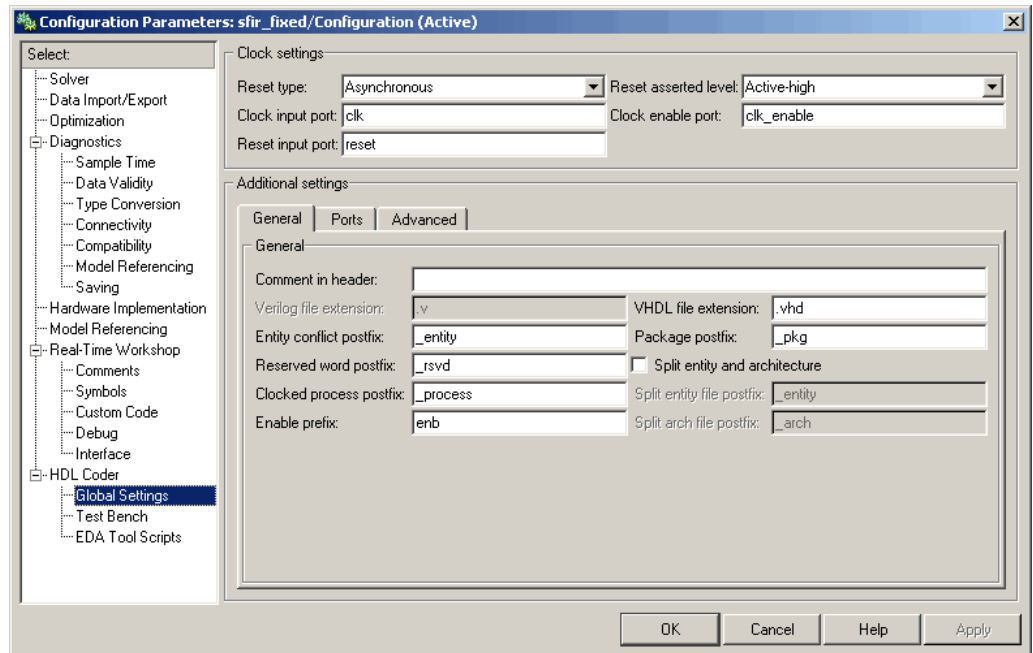 Configuration Parameters: sfir_fixed/Configuration (Active)
Select:
Solver
Data Import/Export
Optimization
Diagnostics
Sample Time
Data Validity
Type Conversion
Connectivity
Compatibility
Model Referencing
Saving
Hardware Implementation
Model Referencing
Real-Time Workshop
Comments
Symbols
Custom Code
Debug
Interface
HDL Coder
Global Settings
Test Bench
EDA Tool Scripts
Clock settings
Reset type: Asynchronous Reset asserted level: Active-high
Clock input port: clk Clock enable port: clk_enable
Reset input port: reset
Additional settings
General Ports Advanced
General
Comment in header:
Verilog file extension: .v VHDL file extension: .vhd
Entity conflict postfix: _entity Package postfix: _pkg
Reserved word postfix: _rsvd Split entity and architecture
Clocked process postfix: _process Split entity file postfix: _entity
Enable prefix: enb Split arch file postfix: _arch
OK Cancel Help Apply